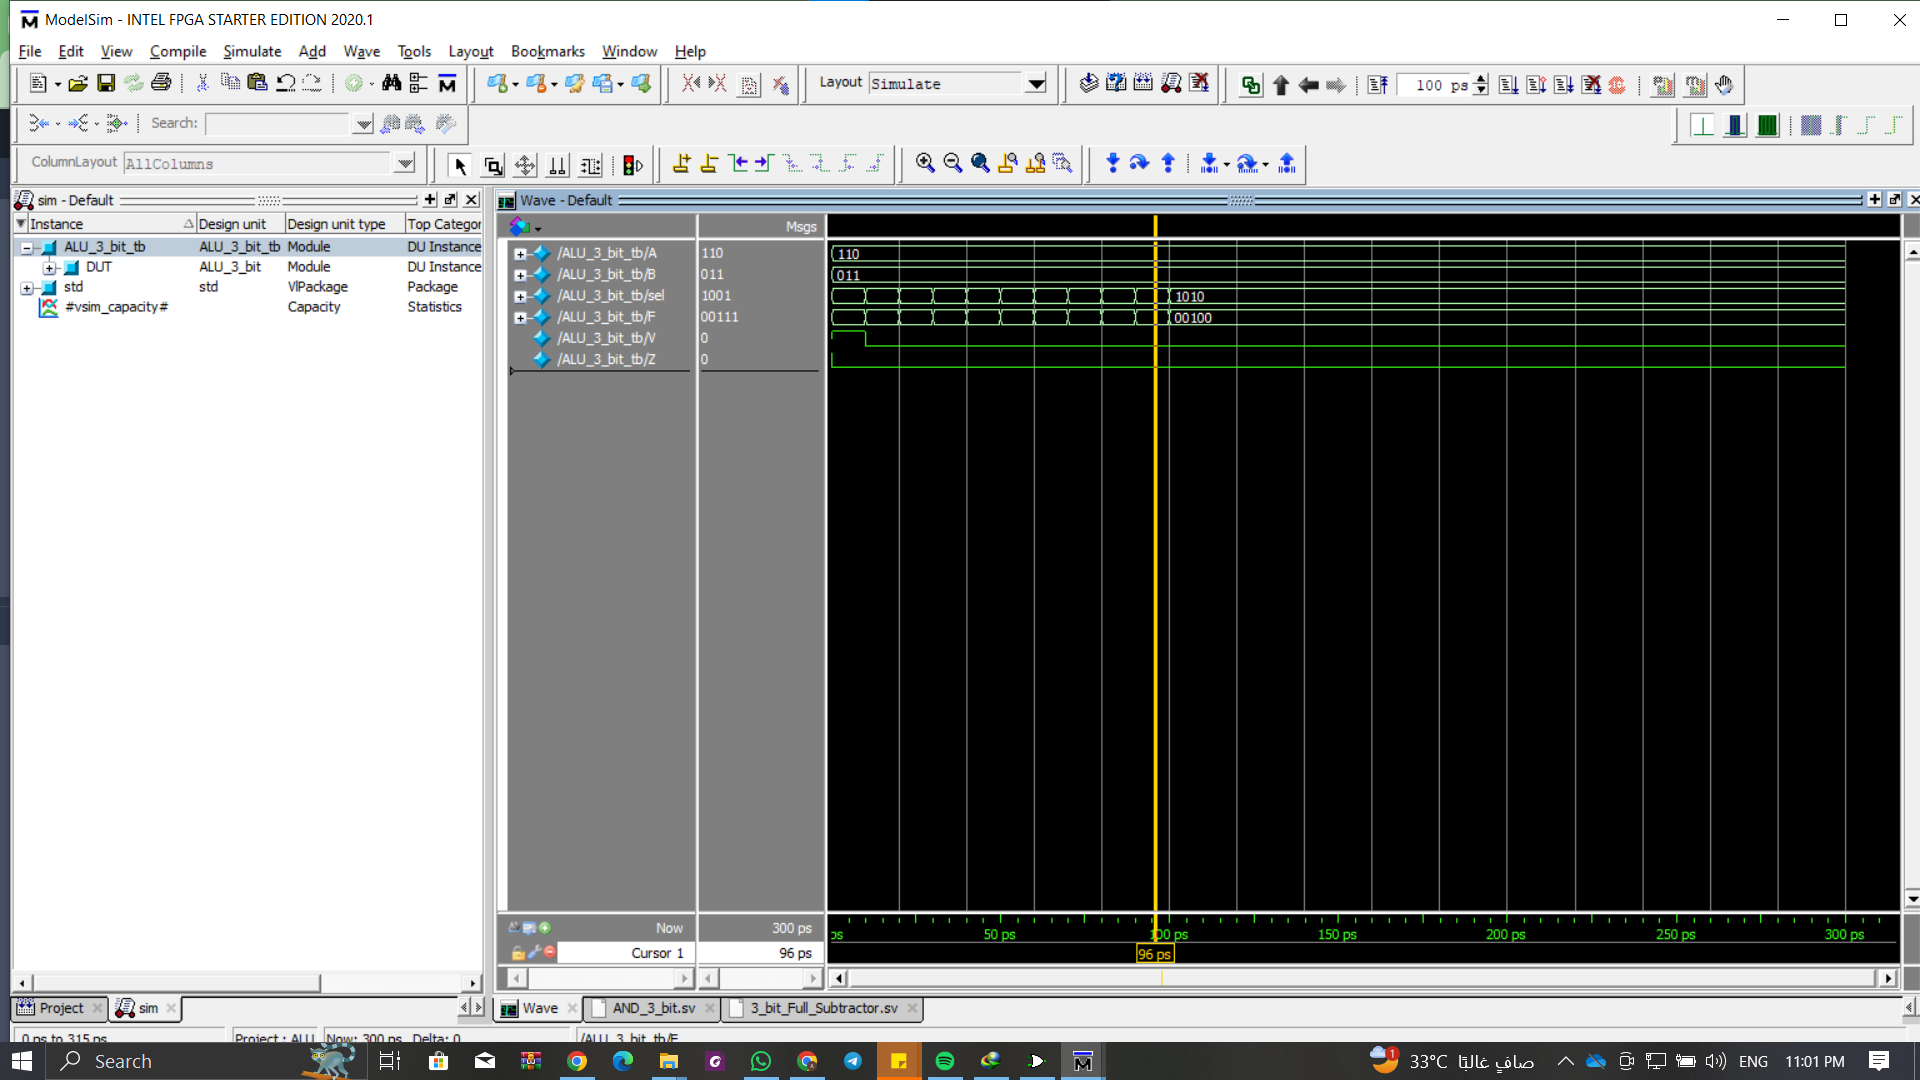 ModelSim - INTEL FPGA STARTER EDITION 2020.1
File Edit View Compile Simulate Add Wave Tools Layout Bookmarks Window Help
Layout Simulate 100 ps
Search:
ColumnLayout AllColumns
sim - Default
Instance Design unit Design unit type Top Categor
ALU_3_bit_tb ALU_3_bit_tb Module DU Instance
DUT ALU_3_bit Module DU Instance
std std VlPackage Package
#vsim_capacity# Capacity Statistics
Wave - Default
Msgs
/ALU_3_bit_tb/A 110 110
/ALU_3_bit_tb/B 011 011
/ALU_3_bit_tb/sel 1001 1010
/ALU_3_bit_tb/F 00111 00100
/ALU_3_bit_tb/V 0
/ALU_3_bit_tb/Z 0
Now 300 ps ps 50 ps 100 ps 150 ps 200 ps 250 ps 300 ps
Cursor 1 96 ps 96 ps
Project sim Wave AND_3_bit.sv 3_bit_Full_Subtractor.sv
0 ps to 315 ps Project : ALU Now: 300 ps Delta: 0 /ALU_3_bit_tb/F
Search 1 33°C صافٍ غالبًا ENG 11:01 PM